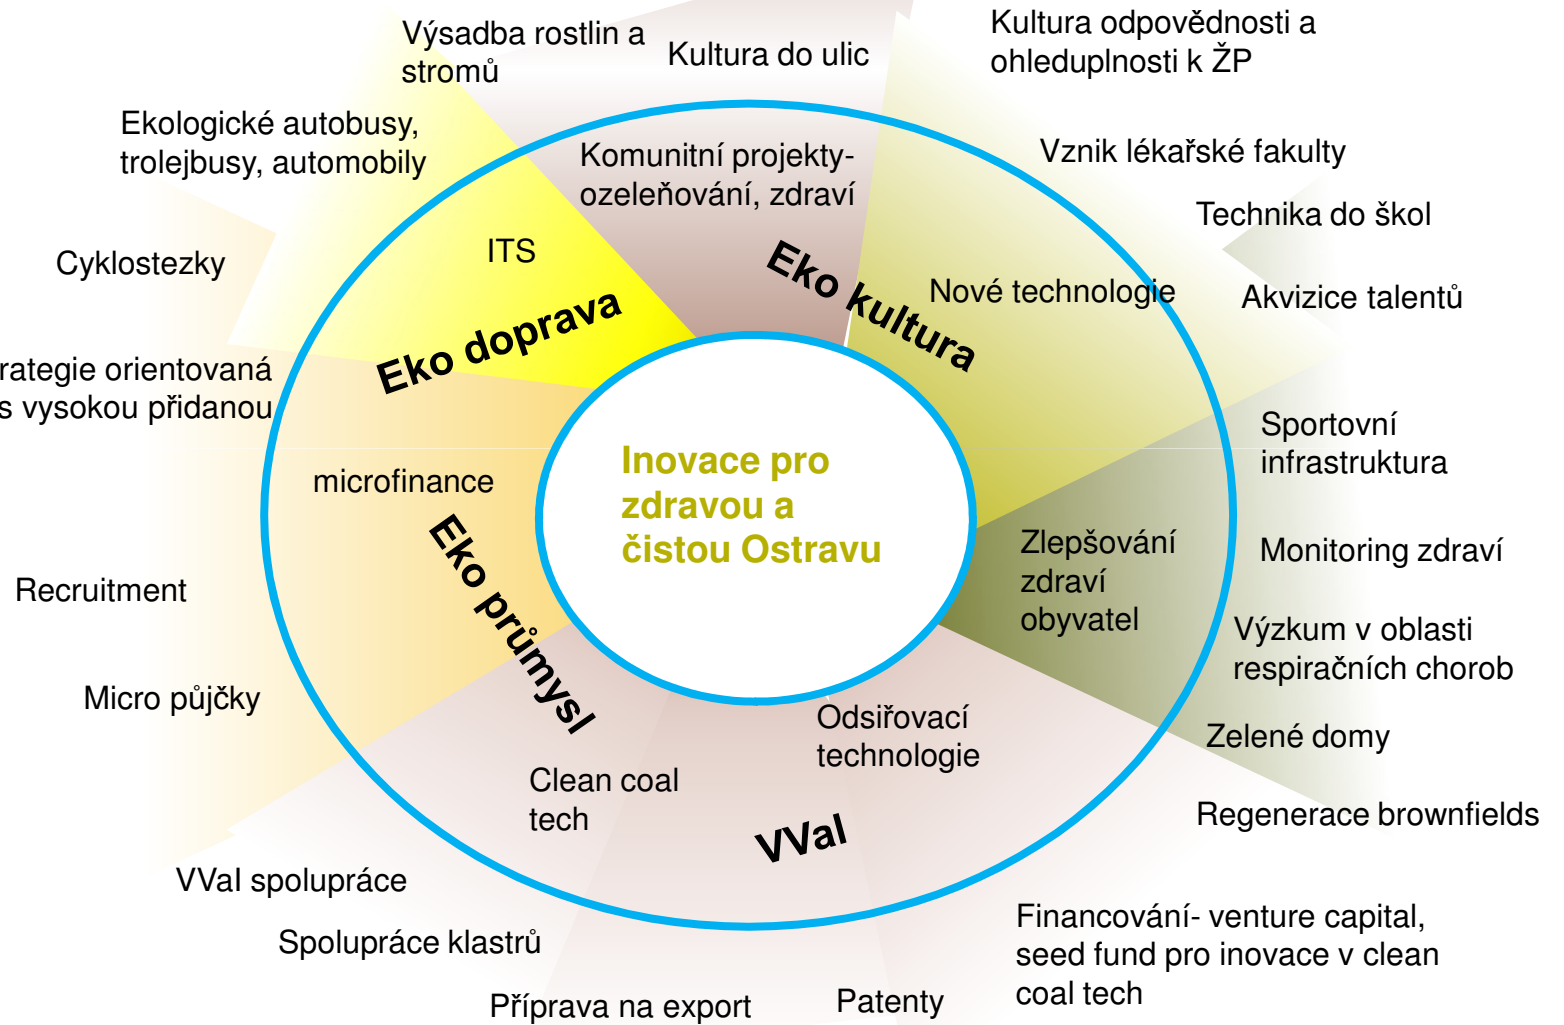 Výsadba rostlin a
stromů
Kultura do ulic
Kultura odpovědnosti a
ohleduplnosti k ŽP
Ekologické autobusy,
trolejbusy, automobily
Komunitní projekty-
ozeleňování, zdraví
Vznik lékařské fakulty
Technika do škol
Cyklostezky
ITS
Eko doprava
Eko kultura
Nové technologie
Akvizice talentů
rategie orientovaná
s vysokou přidanou
Sportovní
infrastruktura
microfinance
Inovace pro
zdravou a
čistou Ostravu
Eko průmysl
Zlepšování
zdraví
obyvatel
Monitoring zdraví
Recruitment
Výzkum v oblasti
respiračních chorob
Micro půjčky
Odsiřovací
technologie
Zelené domy
Clean coal
tech
VVaI
Regenerace brownfields
VVaI spolupráce
Spolupráce klastrů
Financování- venture capital,
seed fund pro inovace v clean
coal tech
Příprava na export
Patenty